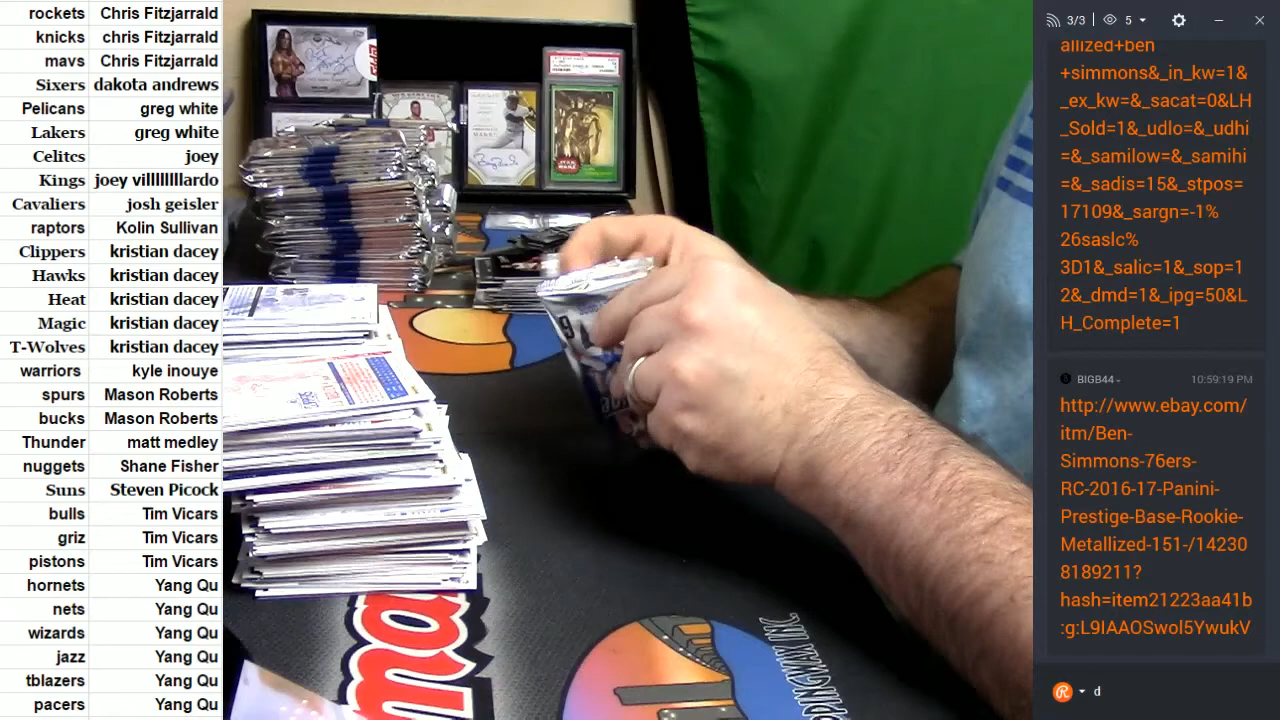 rockets Chris Fitzjarrald
knicks chris Fitzjarrald
mavs Chris Fitzjarrald
Sixers dakota andrews
Pelicans greg white
Lakers greg white
Celitcs joey
Kings joey villlllllllardo
Cavaliers josh geisler
raptors Kolin Sullivan
Clippers kristian dacey
Hawks kristian dacey
Heat kristian dacey
Magic kristian dacey
T-Wolves kristian dacey
warriors kyle inouye
spurs Mason Roberts
bucks Mason Roberts
Thunder matt medley
nuggets Shane Fisher
Suns Steven Picock
bulls Tim Vicars
griz Tim Vicars
pistons Tim Vicars
hornets Yang Qu
nets Yang Qu
wizards Yang Qu
jazz Yang Qu
tblazers Yang Qu
pacers Yang Qu
STAR WARS
PPINGWAX INC
3/3 5
allized+ben
+simmons&_in_kw=1&
_ex_kw=&_sacat=0&LH
_Sold=1&_udlo=&_udhi
=&_samilow=&_samihi
=&_sadis=15&_stpos=
17109&_sargn=-1%
26saslc%
3D1&_salic=1&_sop=1
2&_dmd=1&_ipg=50&L
H_Complete=1
BIGB44 10:59:19 PM
http://www.ebay.com/
itm/Ben-
Simmons-76ers-
RC-2016-17-Panini-
Prestige-Base-Rookie-
Metallized-151-/14230
8189211?
hash=item21223aa41b
:g:L9IAAOSwol5YwukV
d